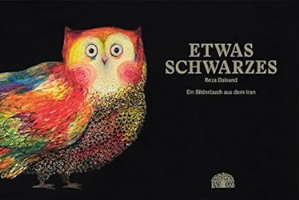 ETWAS
SCHWARZES
Reza Dalvand
Ein Bilderbuch aus dem Iran